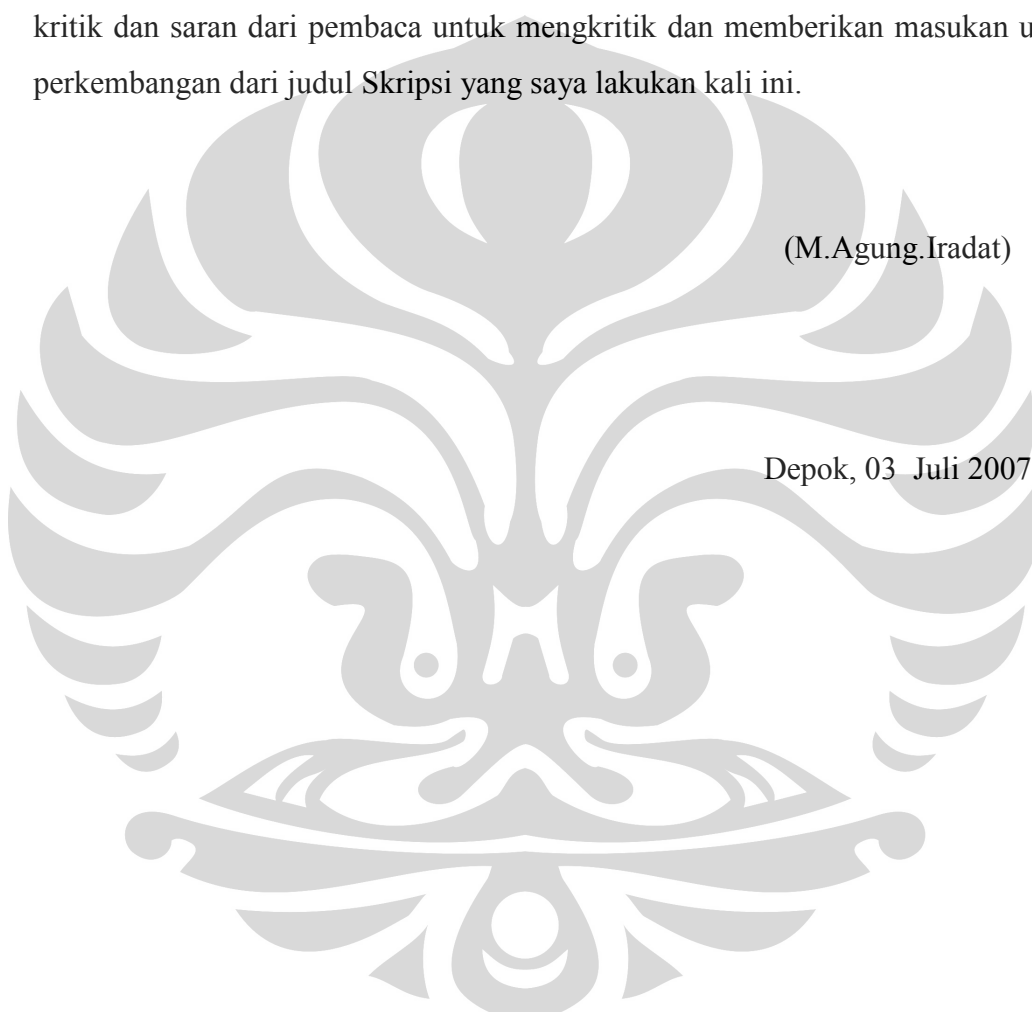 kritik dan saran dari pembaca untuk mengkritik dan memberikan masukan
perkembangan dari judul Skripsi yang saya lakukan kali ini.
(M.Agung.Iradat)
Depok, 03 Juli 2007